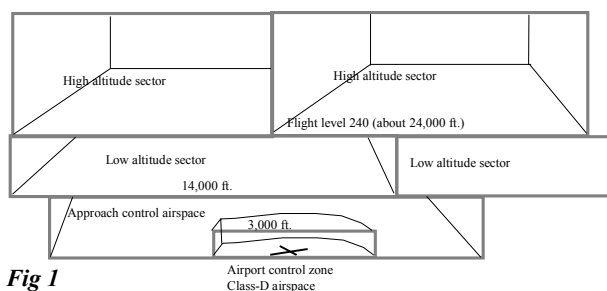 High altitude sector
High altitude sector
Flight level 240 (about 24,000 ft.)
Low altitude sector
Low altitude sector
14,000 ft.
Approach control airspace
3,000 ft.
Airport control zone
Class-D airspace
Fig 1